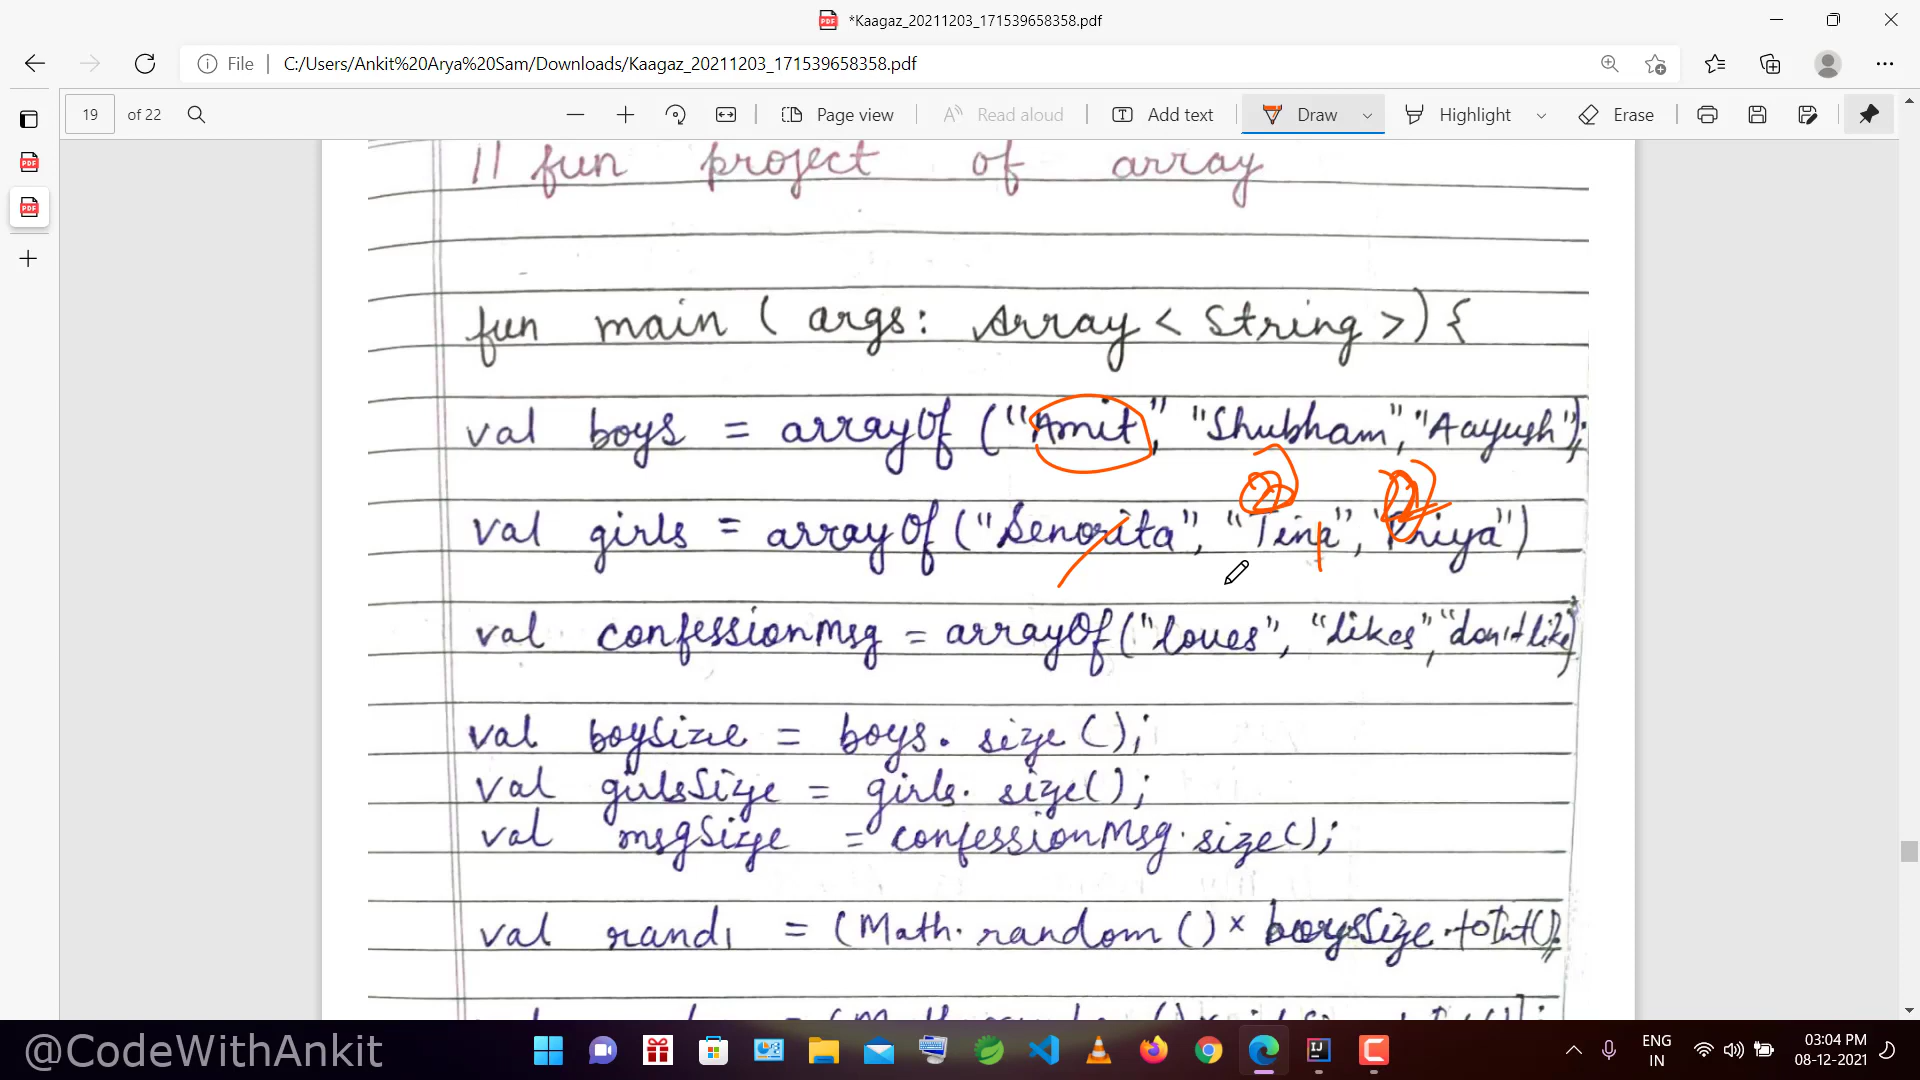 *Kaagaz_20211203_171539658358.pdf
File C:/Users/Ankit%20Arya%20Sam/Downloads/Kaagaz_20211203_171539658358.pdf
19 of 22 Page view Read aloud Add text Draw Highlight Erase
// fun project of array
fun main ( args: Array < String >) {
val boys = arrayOf ("Amit", "Shubham", "Aayush");
val girls = arrayOf ("Senorita", "Tina", "Priya")
val confessionMsg = arrayOf ("loves", "likes", "don't like")
val boySize = boys. size ();
val girlsSize = girls. size();
val msgSize = confessionMsg. size();
val rand1 = (Math. random () × boysSize .toInt();
@CodeWithAnkit
ENG
IN
03:04 PM
08-12-2021